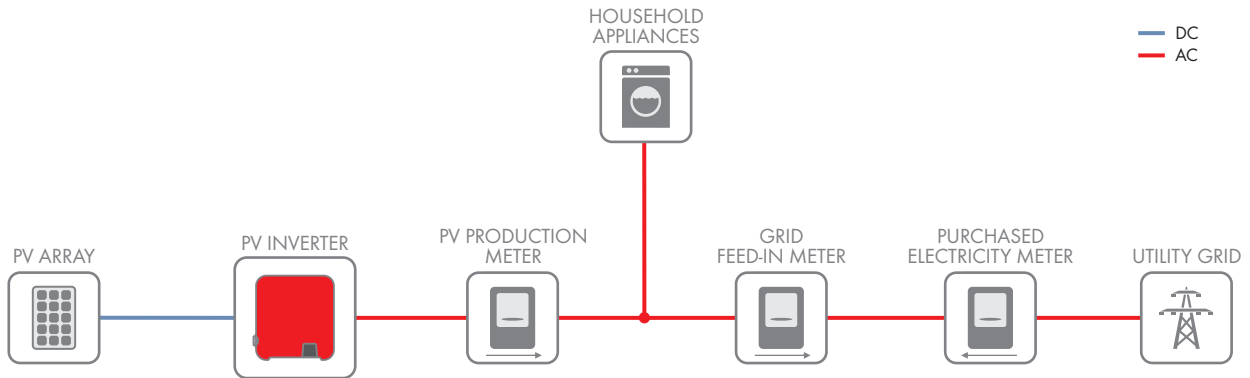 HOUSEHOLD
APPLIANCES
DC
AC
PV ARRAY
PV INVERTER
PV PRODUCTION
METER
GRID
FEED-IN METER
PURCHASED
ELECTRICITY METER
UTILITY GRID